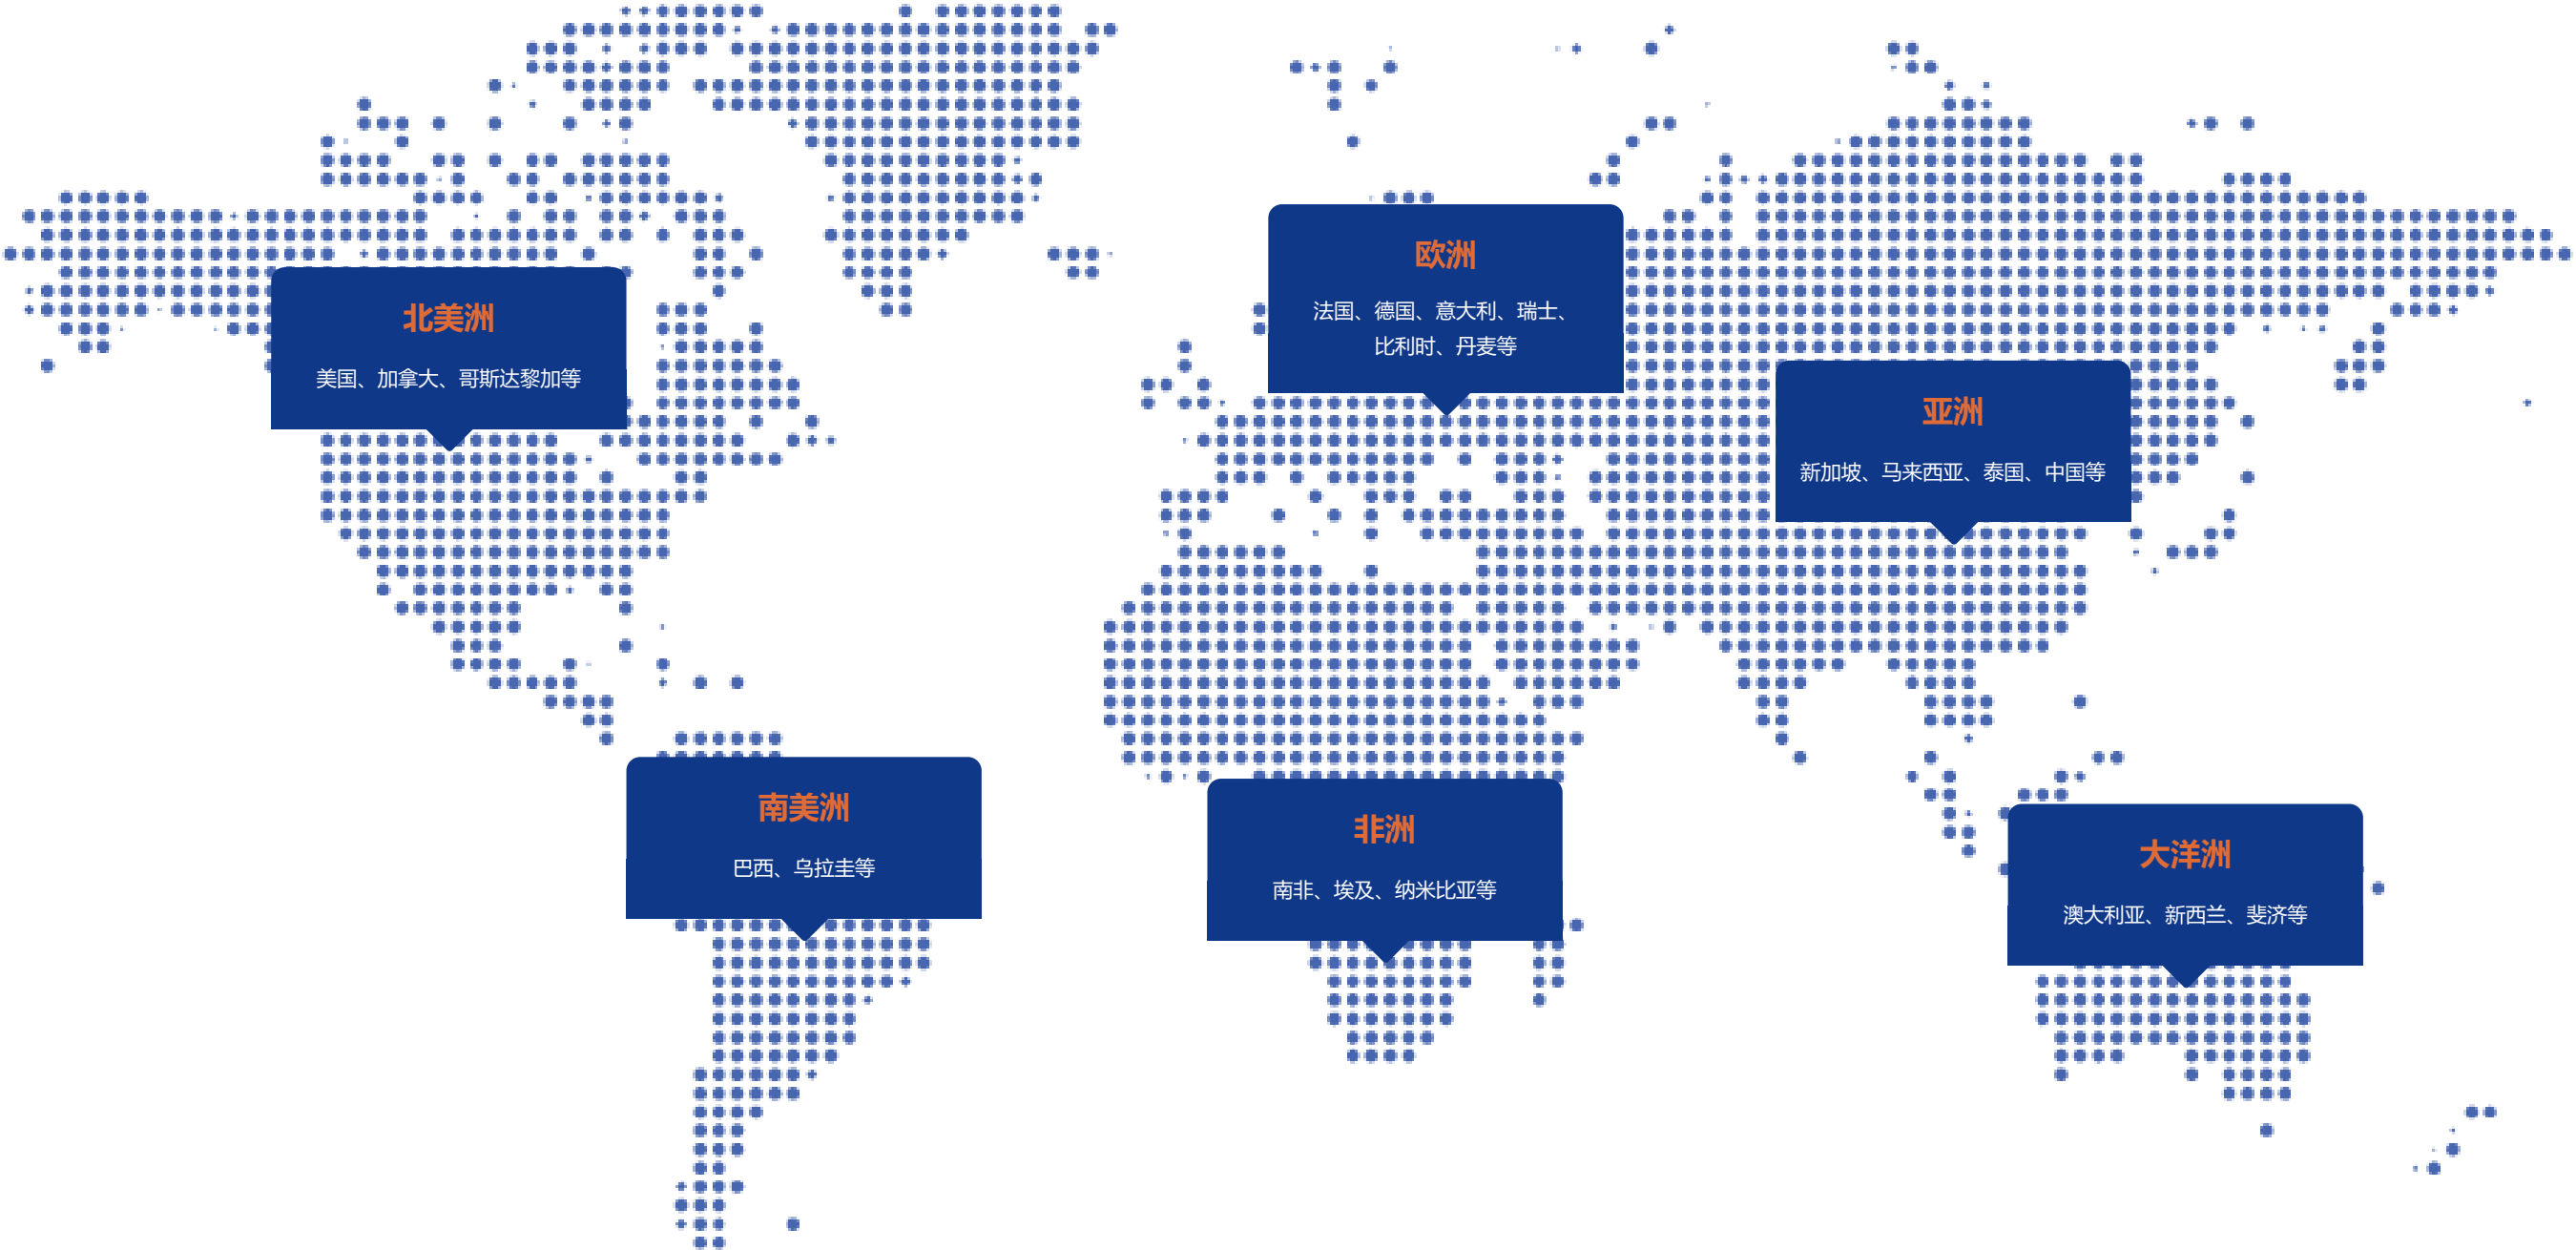 欧洲
法国、德国、意大利、瑞士、
比利时、丹麦等
北美洲
美国、加拿大、哥斯达黎加等
亚洲
新加坡、马来西亚、泰国、中国等
南美洲
巴西、乌拉圭等
非洲
南非、埃及、纳米比亚等
大洋洲
澳大利亚、新西兰、斐济等